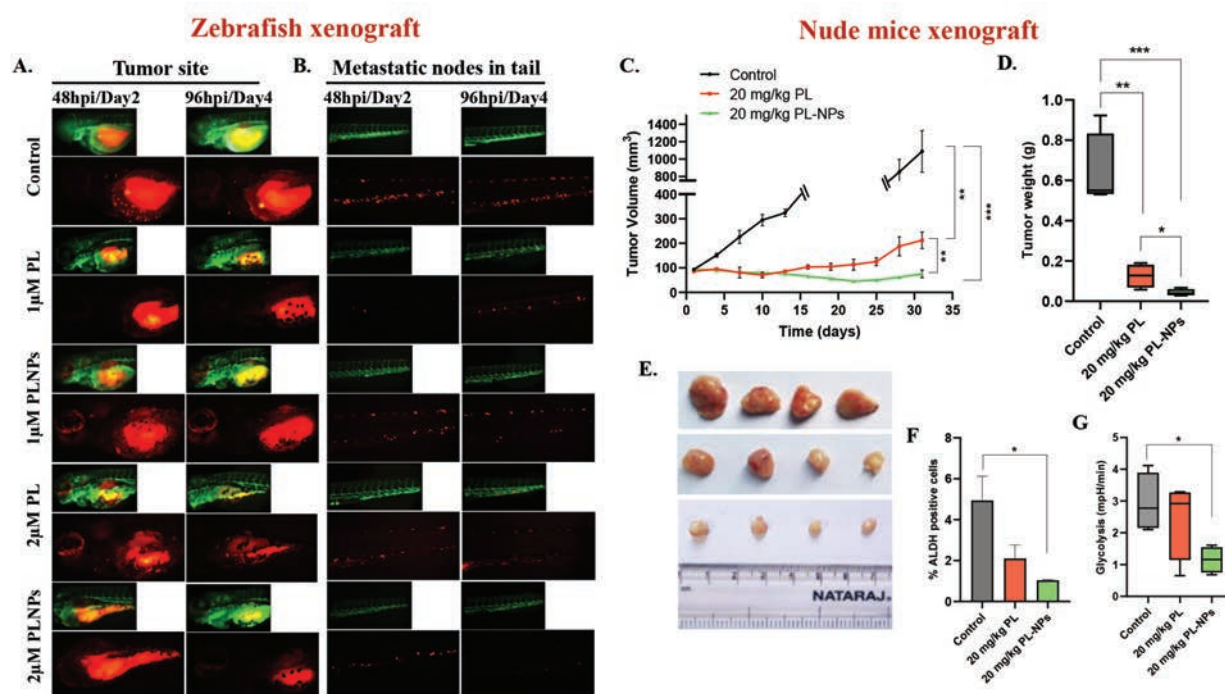 Zebrafish xenograft
Nude mice xenograft
A.
Tumor site
48hpi/Day2
96hpi/Day4
B.
Metastatic nodes in tail
48hpi/Day2
96hpi/Day4
Control
1μM PL
1μM PLNPs
2μM PL
2μM PLNPs
C.
Control
20 mg/kg PL
20 mg/kg PL-NPs
Tumor Volume (mm³)
1400
1200
1000
800
400
300
200
100
0
0 5 10 15 20 25 30 35
Time (days)
**
**
***
D.
***
**
*
Tumor weight (g)
1.0
0.8
0.6
0.4
0.2
0.0
Control
20 mg/kg PL
20 mg/kg PL-NPs
E.
NATARAJ
F
*
% ALDH positive cells
8
6
4
2
0
Control
20 mg/kg PL
20 mg/kg PL-NPs
G
*
Glycolysis (mpH/min)
5
4
3
2
1
0
Control
20 mg/kg PL
20 mg/kg PL-NPs